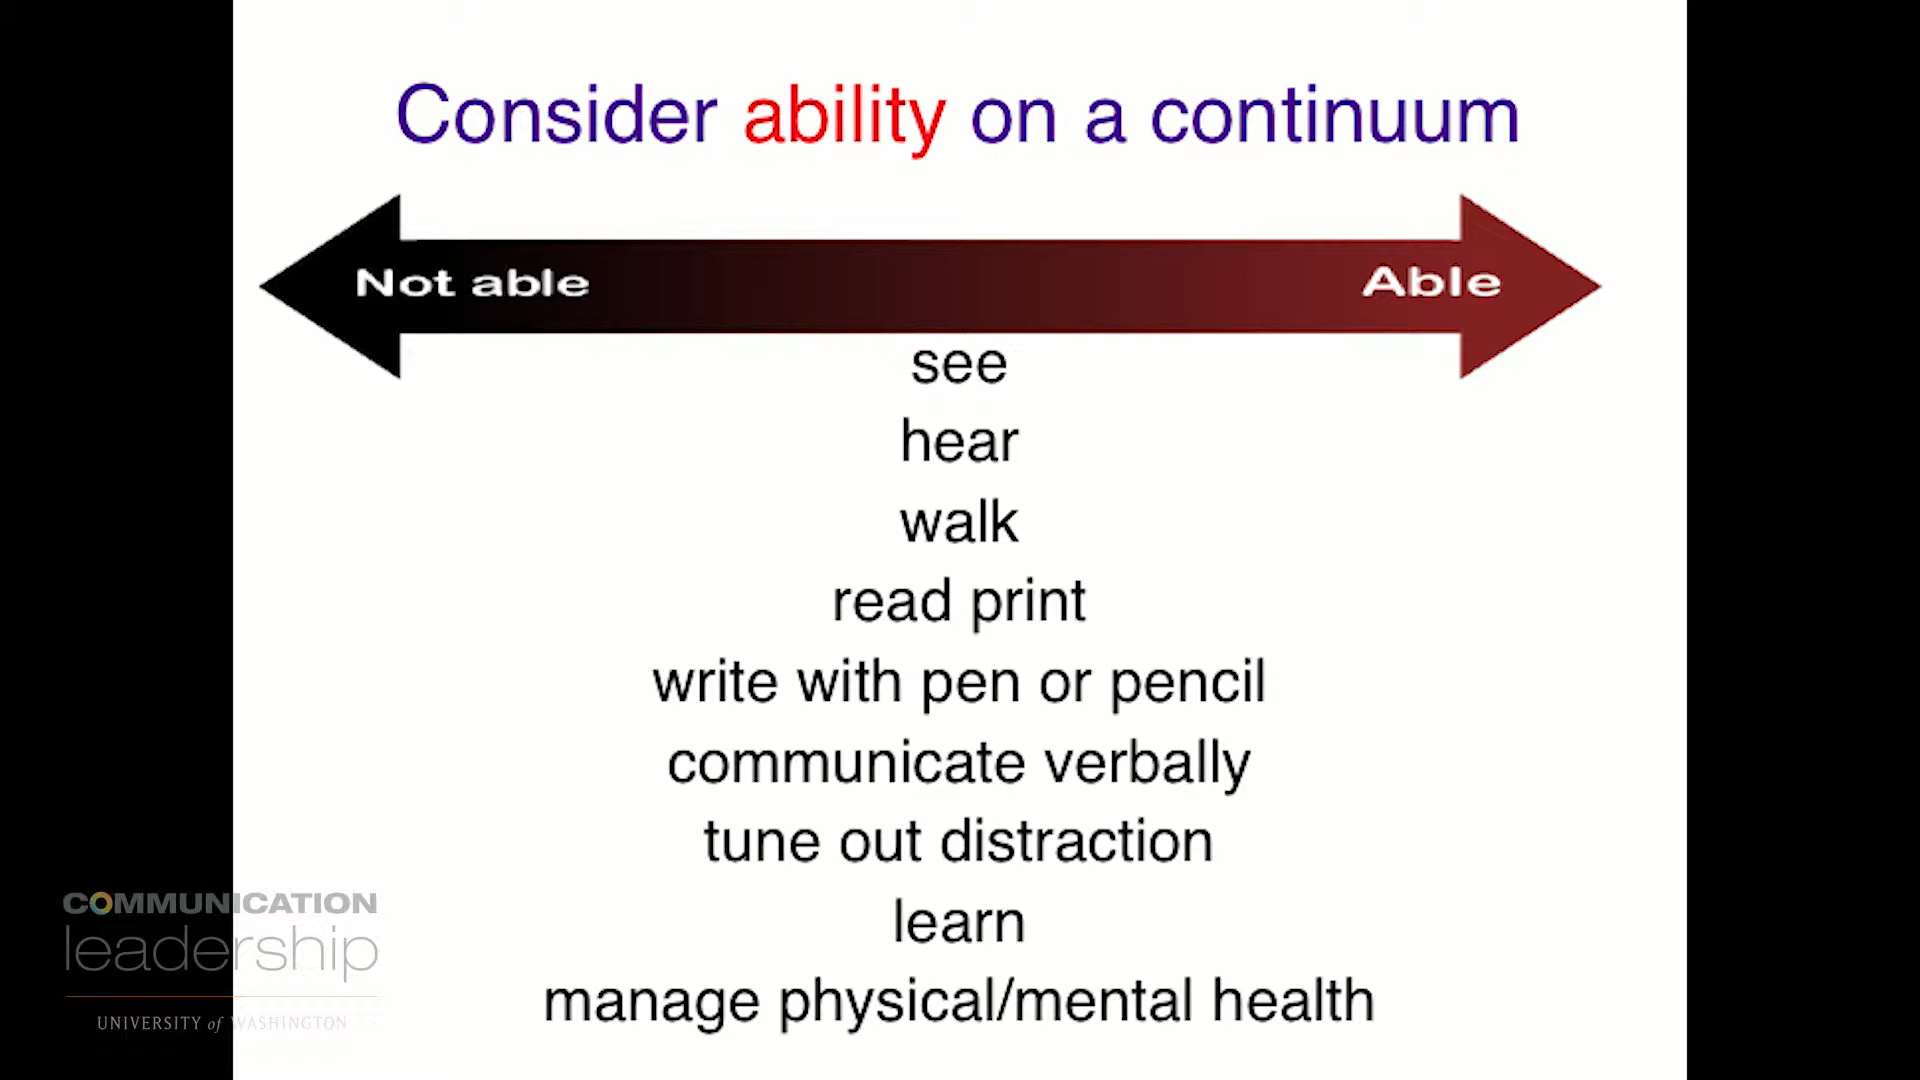 Consider ability on a continuum
Not able
Able
see
hear
walk
read print
write with pen or pencil
communicate verbally
tune out distraction
learn
manage physical/mental health
COMMUNICATION
leadership
UNIVERSITY of WASHINGTON